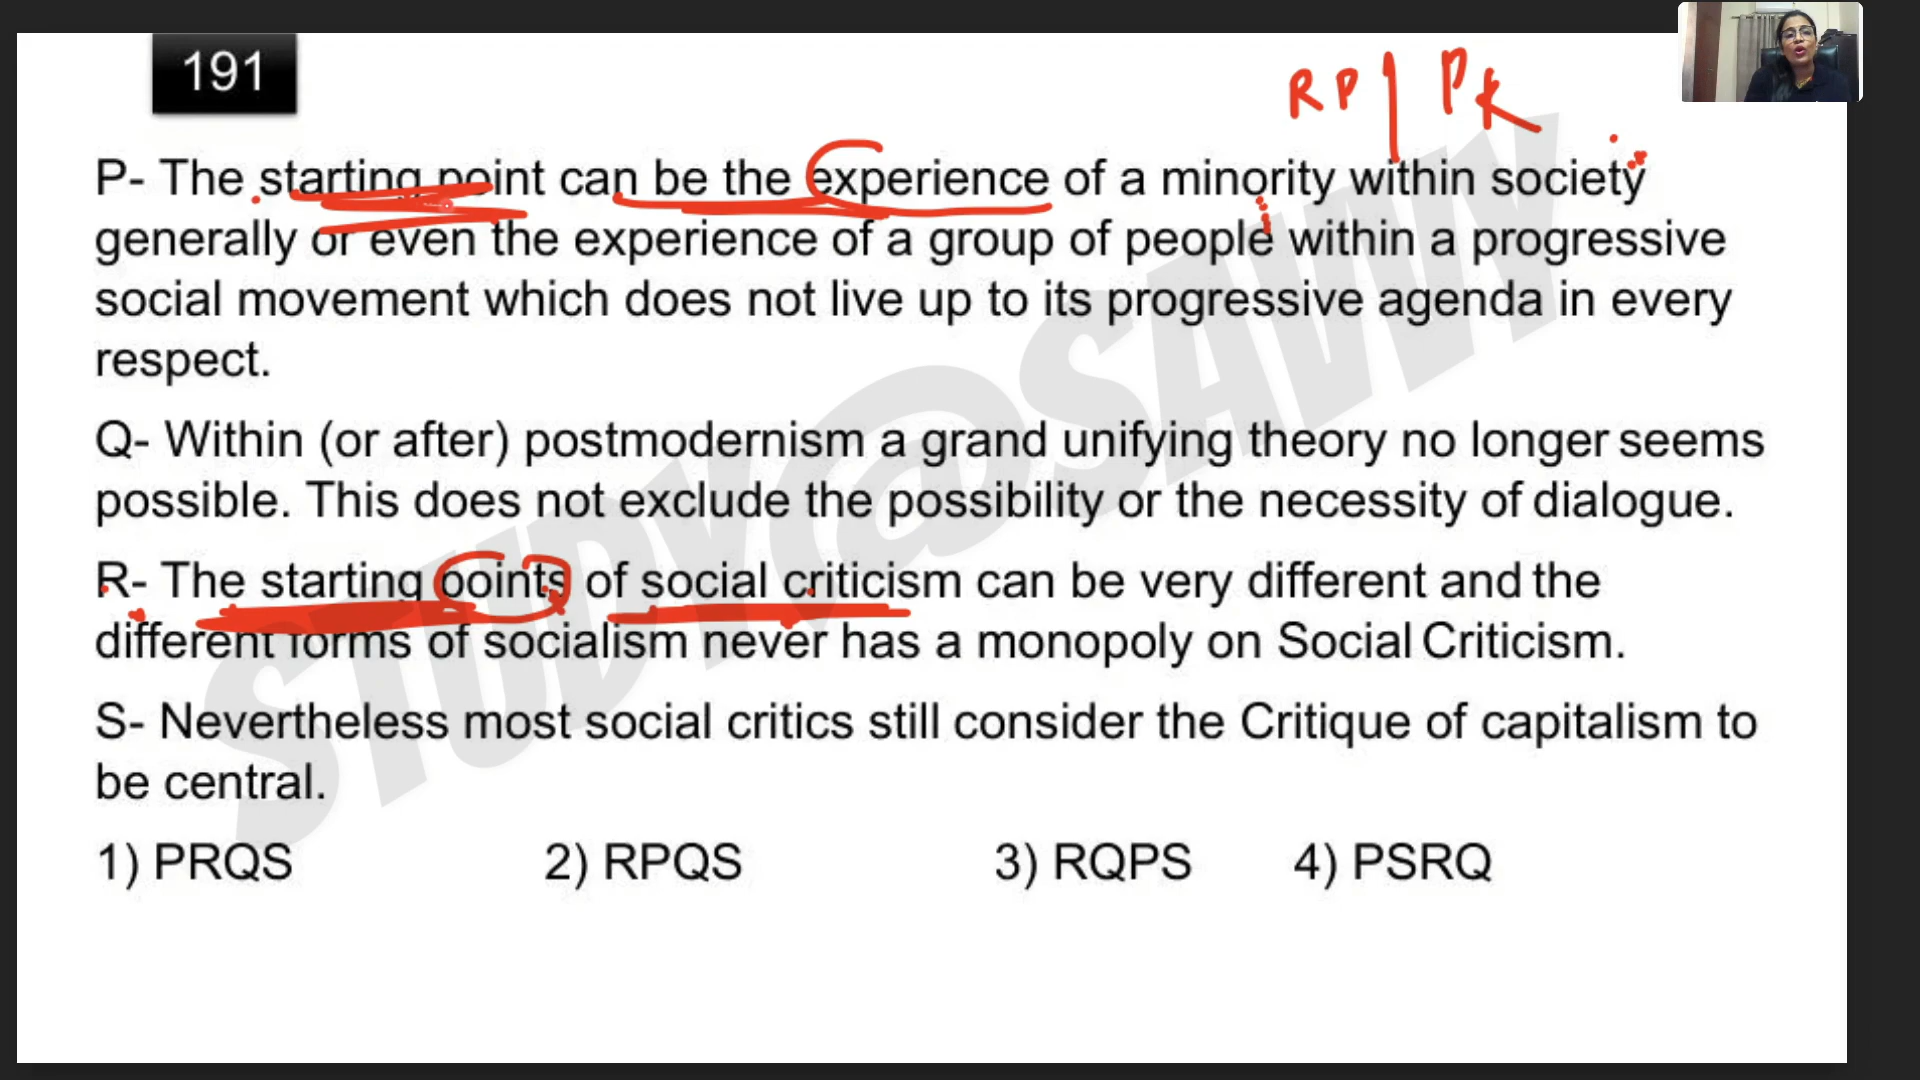 191
RP | PR
P- The starting point can be the experience of a minority within society
generally or even the experience of a group of people within a progressive
social movement which does not live up to its progressive agenda in every
respect.
Q- Within (or after) postmodernism a grand unifying theory no longer seems
possible. This does not exclude the possibility or the necessity of dialogue.
R- The starting points of social criticism can be very different and the
different forms of socialism never has a monopoly on Social Criticism.
S- Nevertheless most social critics still consider the Critique of capitalism to
be central.
1) PRQS 2) RPQS 3) RQPS 4) PSRQ
STUDY@SAVVY